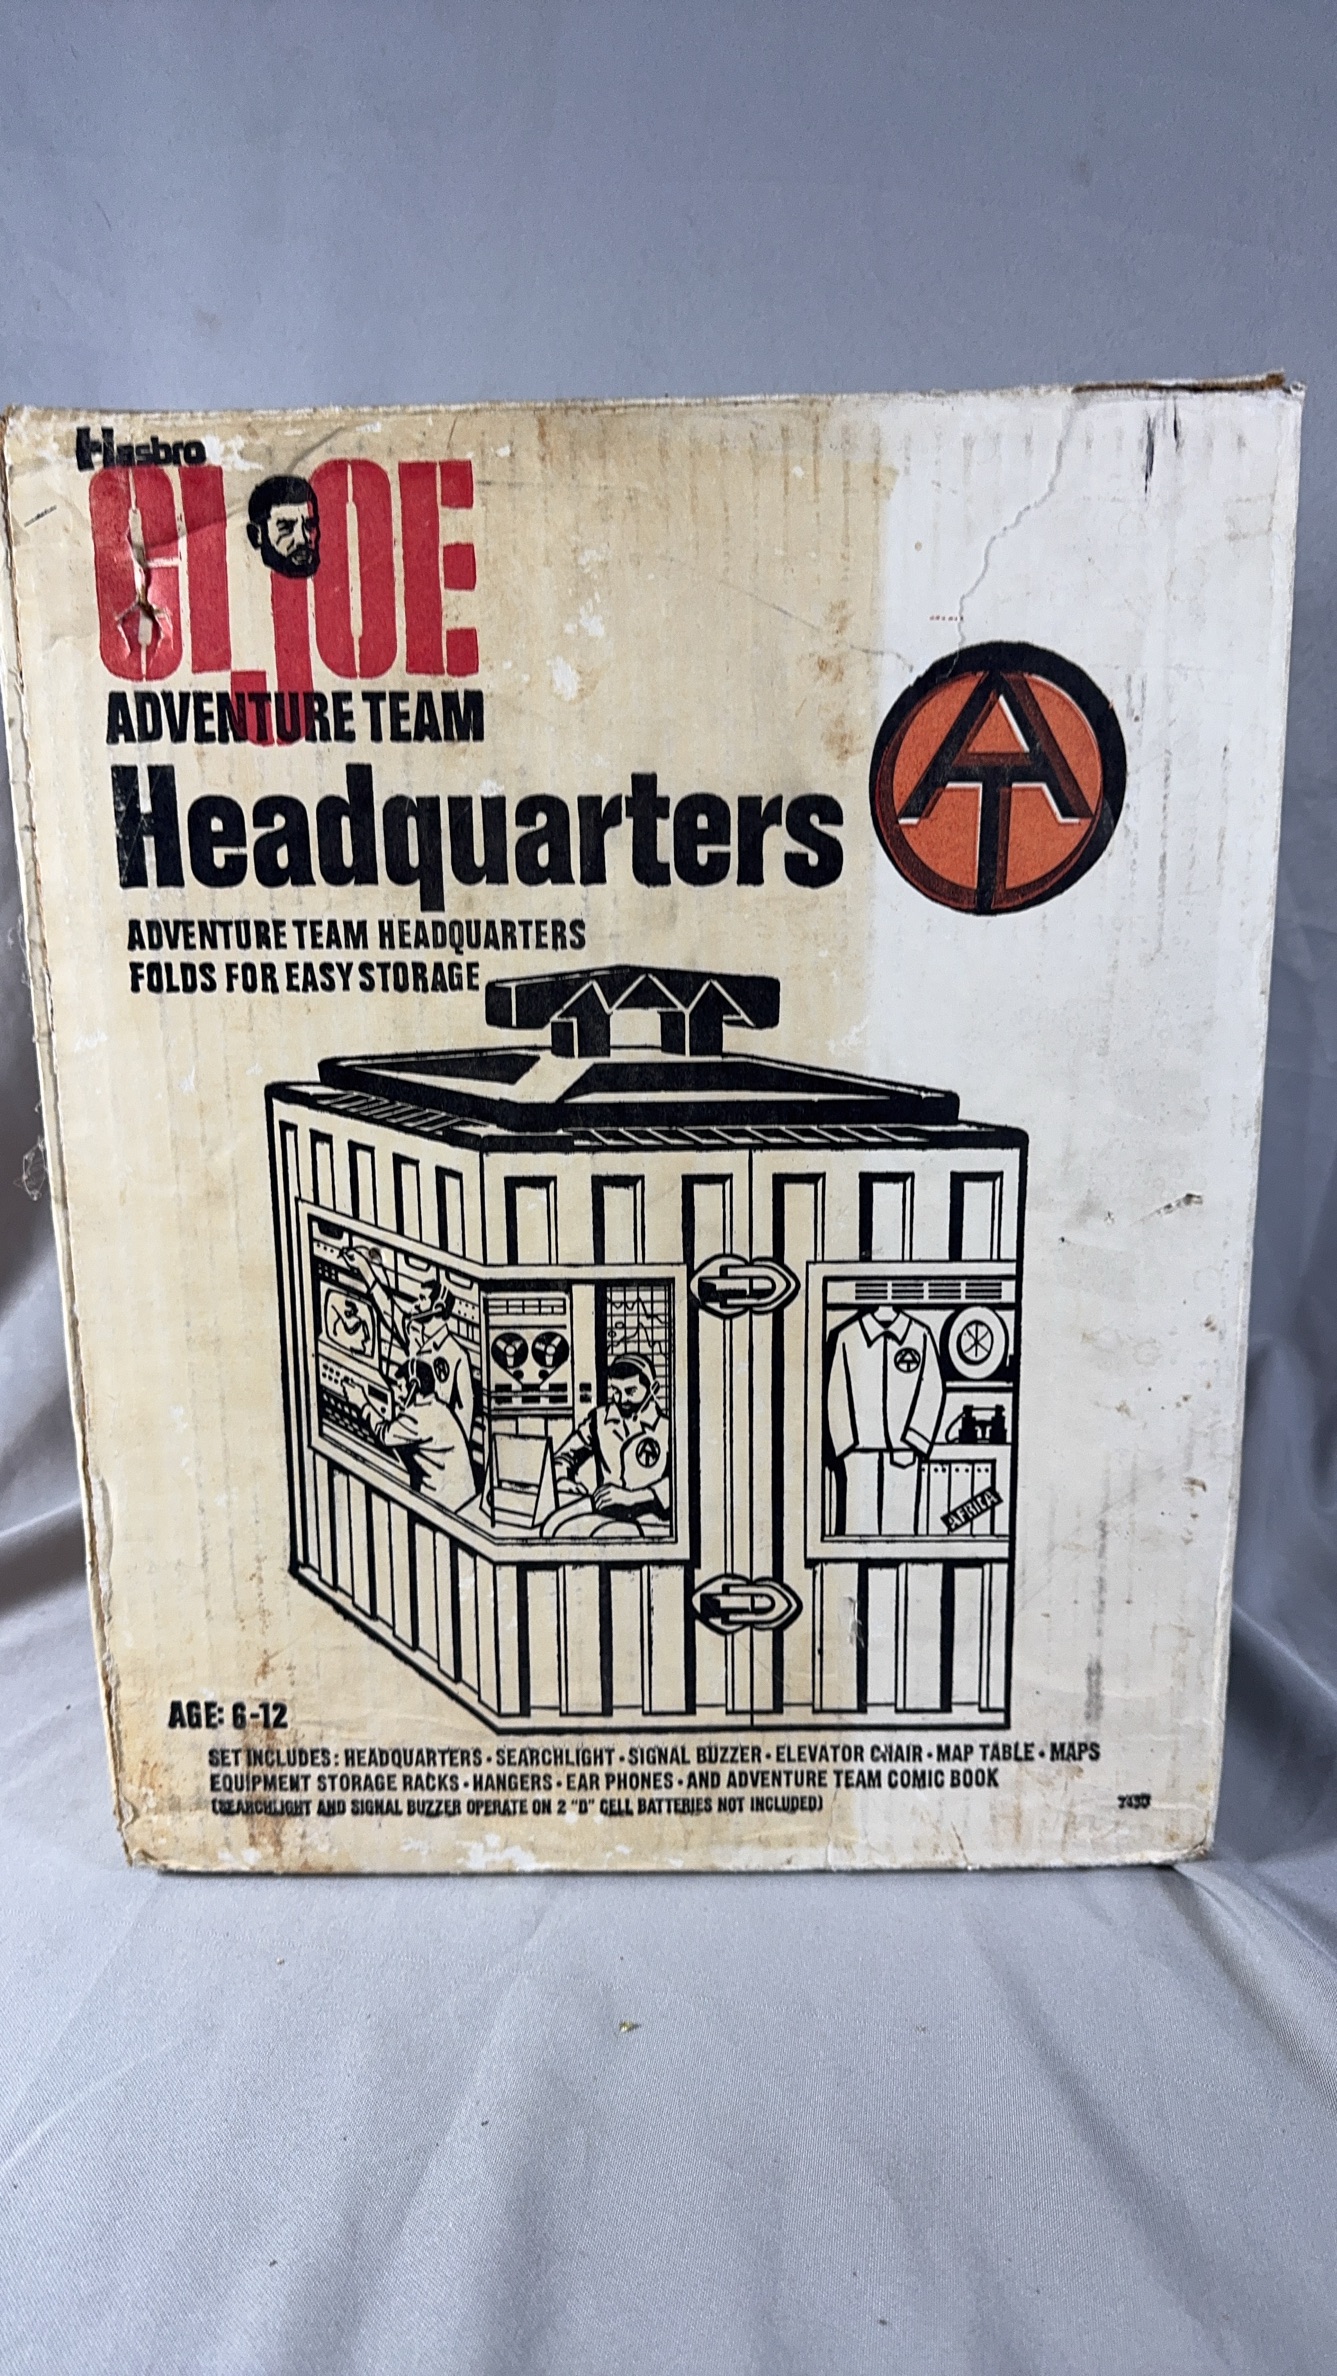 Hasbro
GI JOE
ADVENTURE TEAM
Headquarters
AT
ADVENTURE TEAM HEADQUARTERS
FOLDS FOR EASY STORAGE
AFRICA
AGE: 6-12
SET INCLUDES: HEADQUARTERS • SEARCHLIGHT • SIGNAL BUZZER • ELEVATOR CHAIR • MAP TABLE • MAPS
EQUIPMENT STORAGE RACKS • HANGERS • EAR PHONES • AND ADVENTURE TEAM COMIC BOOK
(SEARCHLIGHT AND SIGNAL BUZZER OPERATE ON 2 "D" CELL BATTERIES NOT INCLUDED)